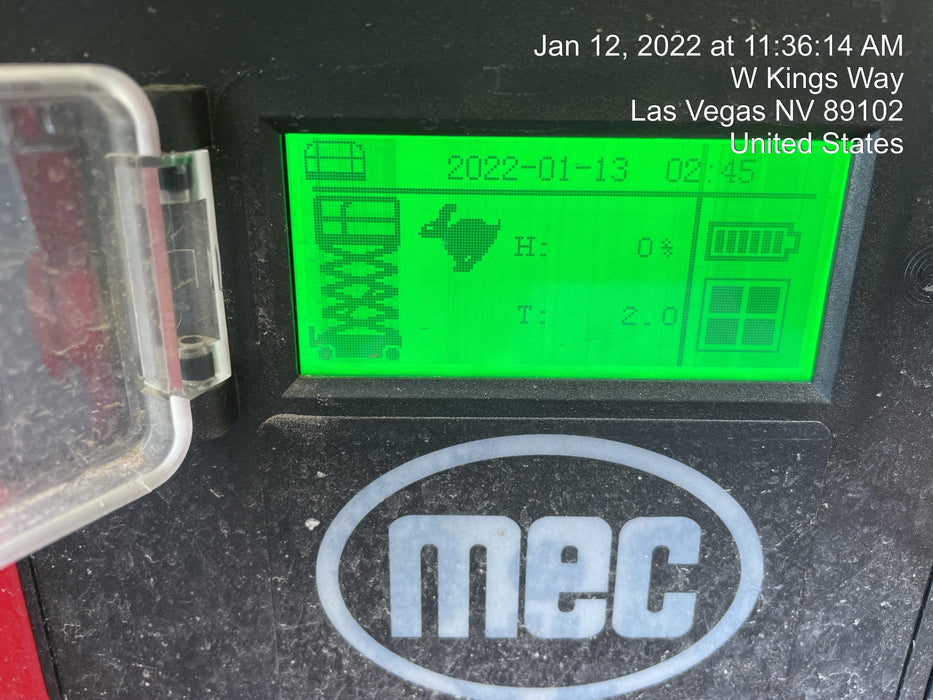 Jan 12, 2022 at 11:36:14 AM
W Kings Way
Las Vegas NV 89102
United States
2022-01-13 02:45
H: 0%
T: 2.0
mec